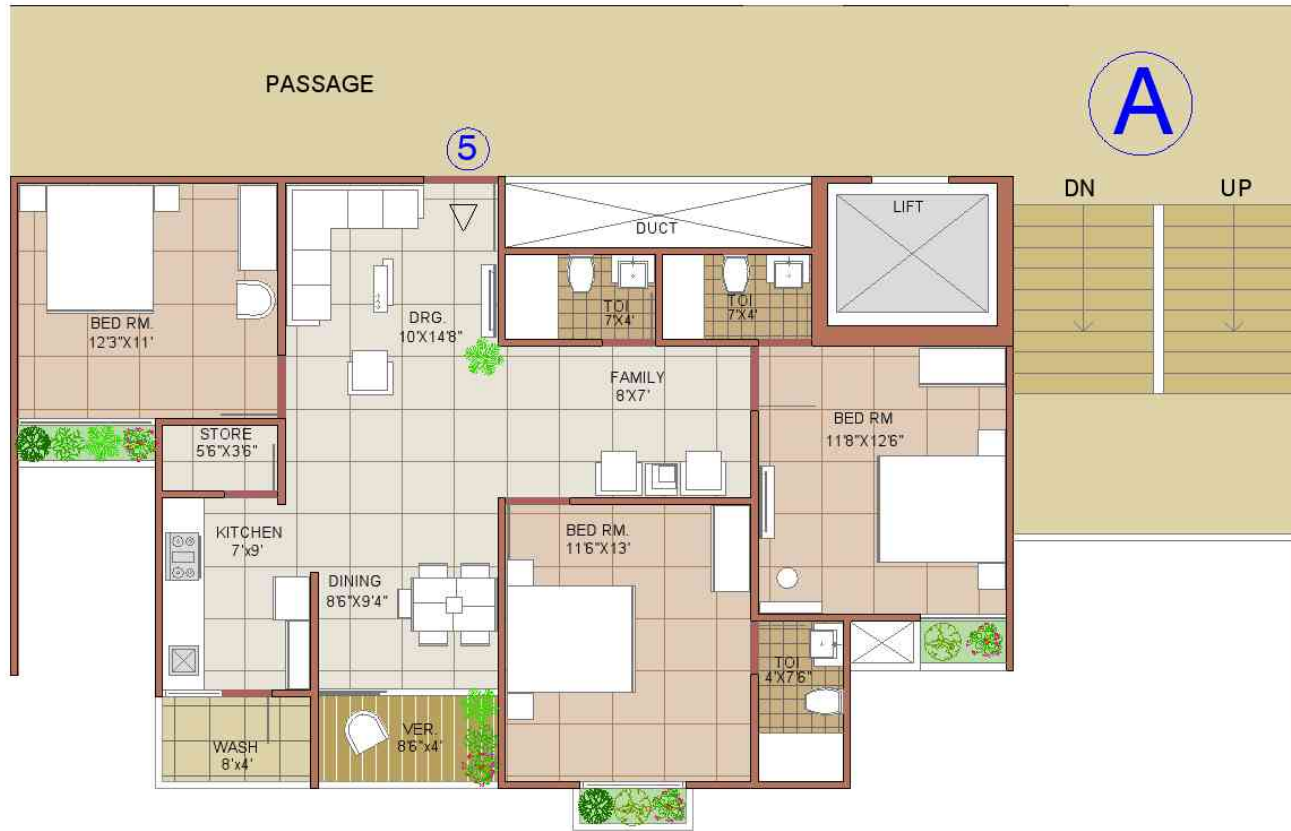 PASSAGE
A
5
DN
UP
LIFT
DUCT
TOI
7'X4'
TOI
7'X4'
BED RM.
12'3"X11'
DRG.
10'X14'8"
FAMILY
8'X7'
BED RM
11'8"X12'6"
STORE
5'6"X3'6"
KITCHEN
7'x9'
BED RM.
11'6"X13'
DINING
8'6"X9'4"
TOI
4'X7'6"
VER.
8'6"x4'
WASH
8'x4'